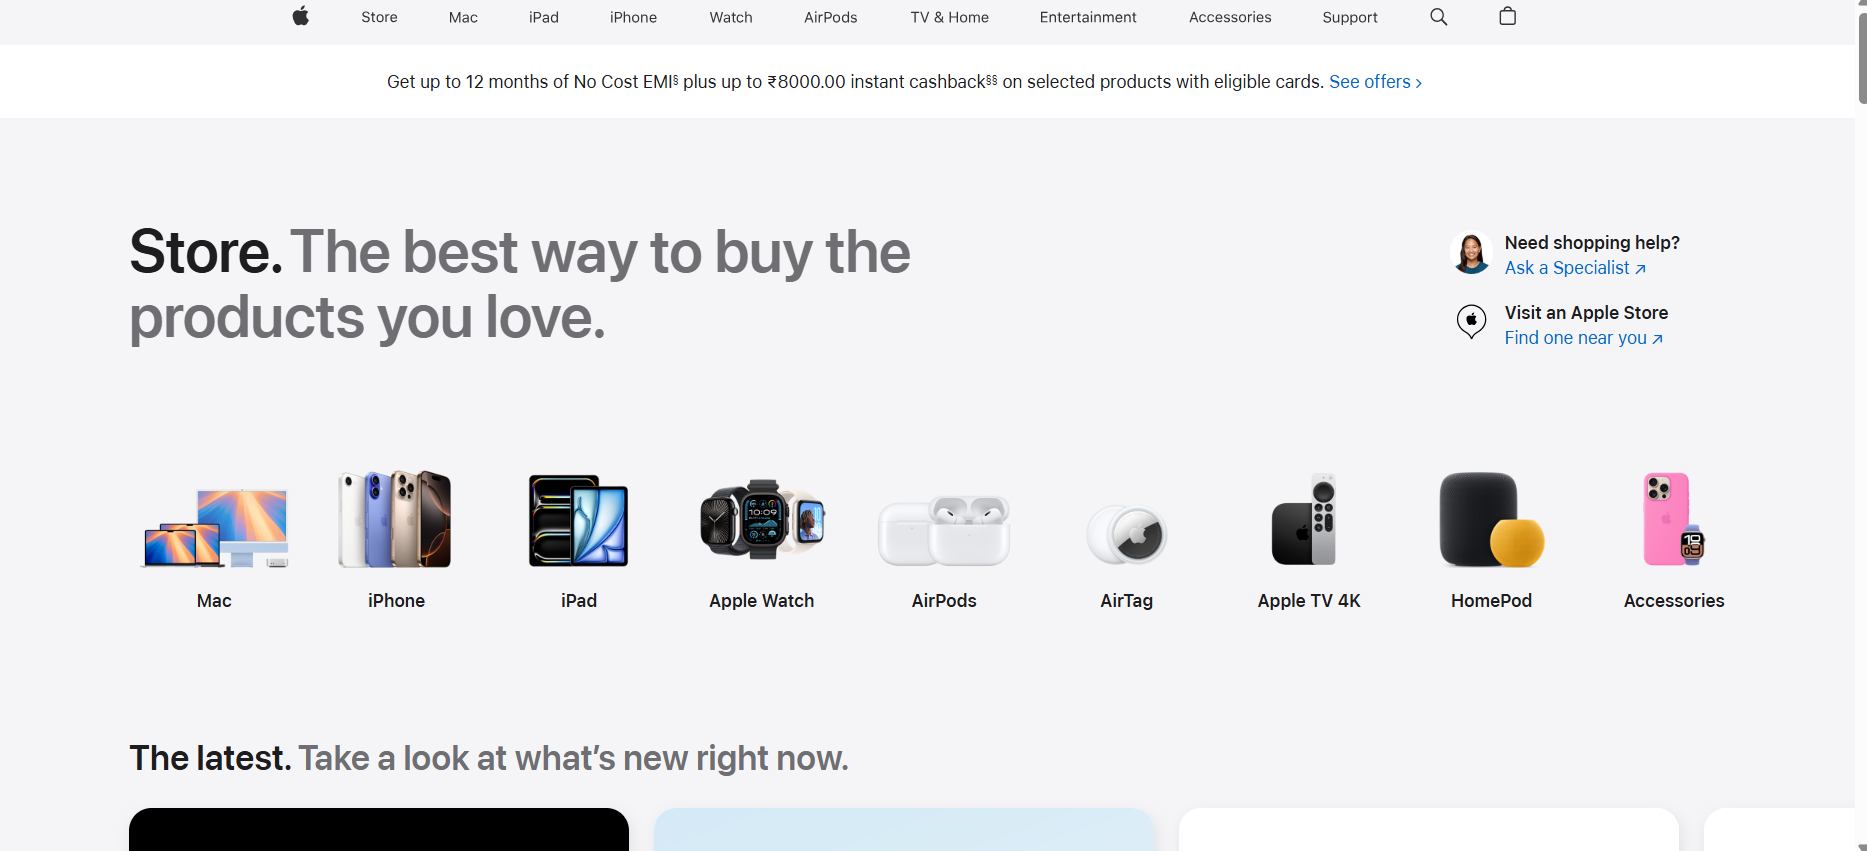 Store Mac iPad iPhone Watch AirPods TV & Home Entertainment Accessories Support
Get up to 12 months of No Cost EMI§ plus up to ₹8000.00 instant cashback§§ on selected products with eligible cards. See offers >
Store. The best way to buy the
products you love.
Need shopping help?
Ask a Specialist ↗
Visit an Apple Store
Find one near you ↗
10:09
Mac iPhone iPad Apple Watch AirPods AirTag Apple TV 4K HomePod Accessories
The latest. Take a look at what’s new right now.